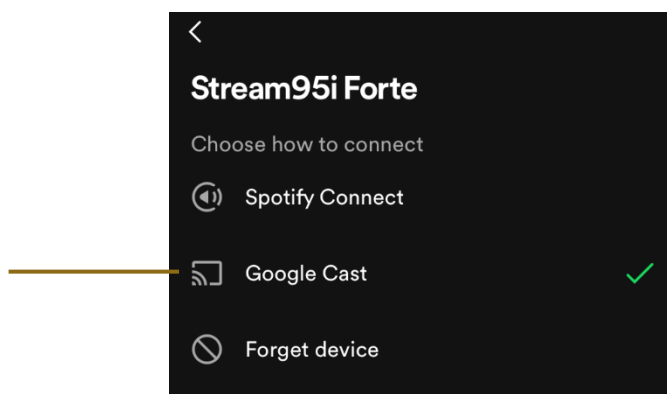 Stream95i Forte
Choose how to connect
Spotify Connect
Google Cast
Forget device